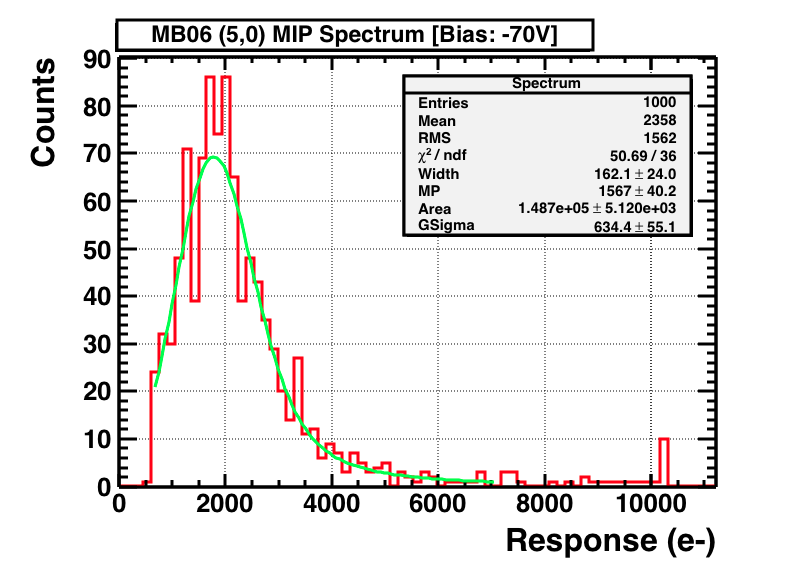 MB06 (5,0) MIP Spectrum [Bias: -70V]
Counts
90
80
70
60
50
40
30
20
10
0
Spectrum
Entries 1000
Mean 2358
RMS 1562
χ² / ndf 50.69 / 36
Width 162.1 ± 24.0
MP 1567 ± 40.2
Area 1.487e+05 ± 5.120e+03
GSigma 634.4 ± 55.1
0 2000 4000 6000 8000 10000
Response (e-)